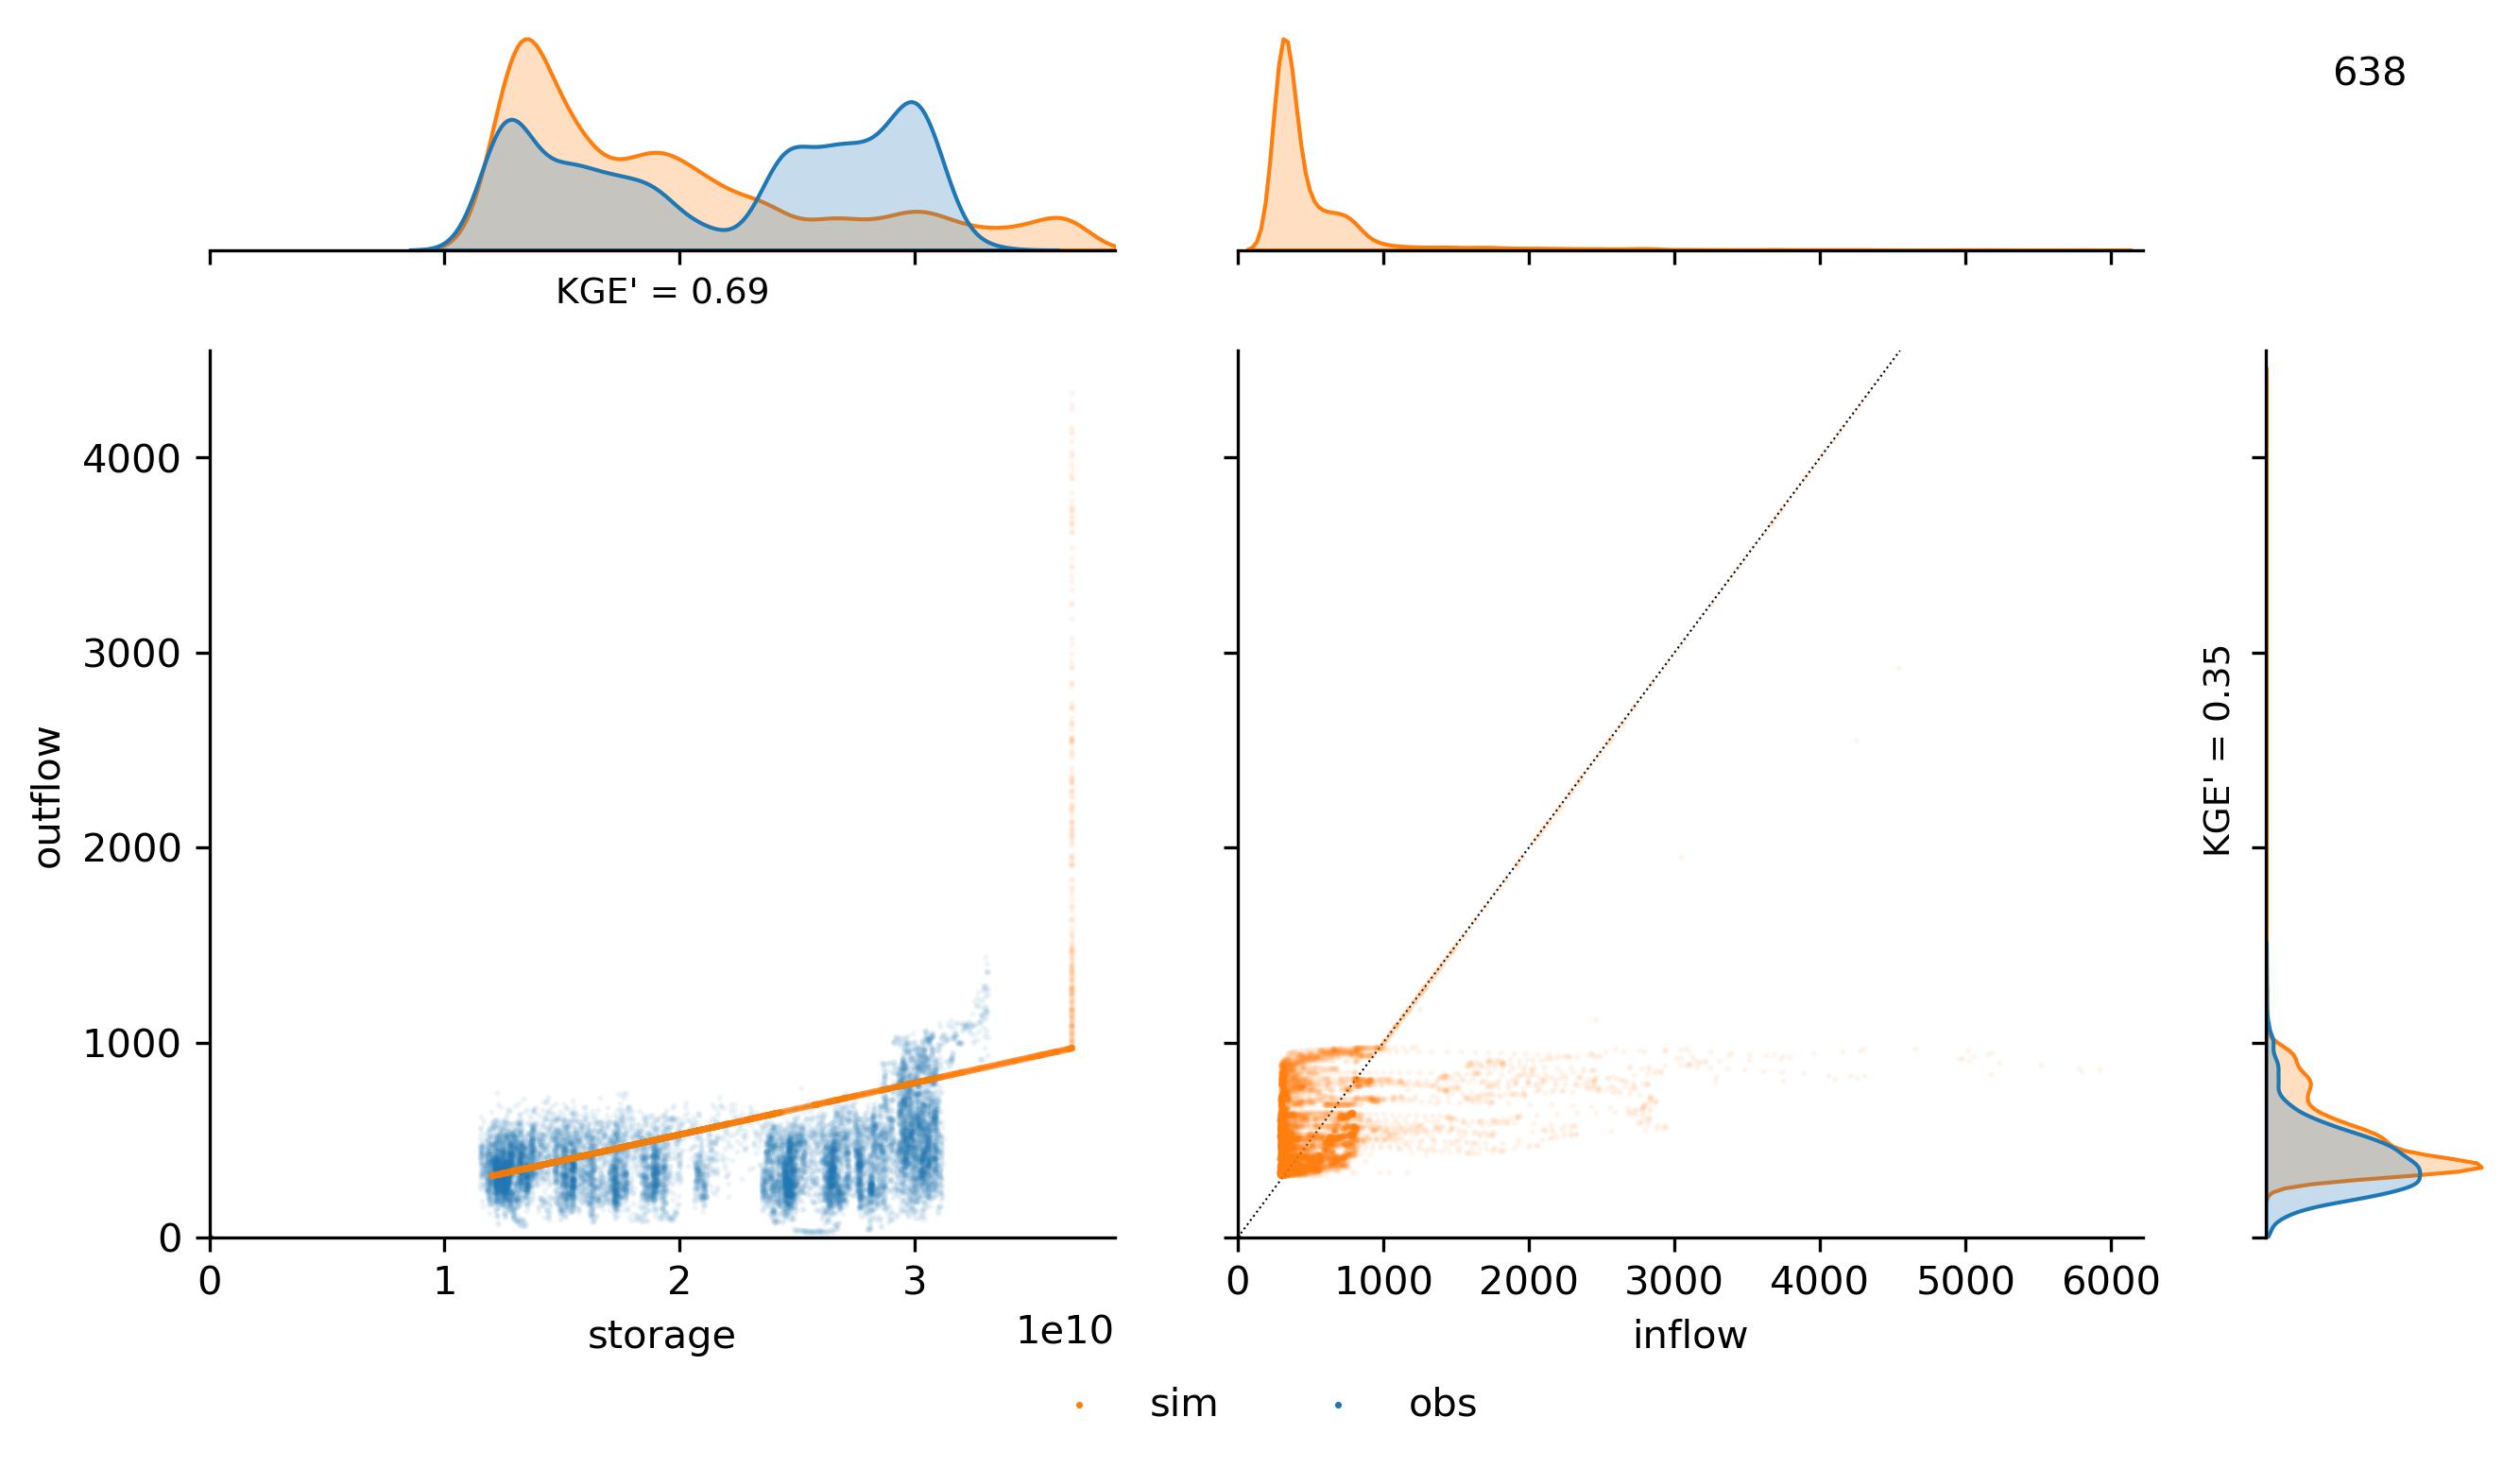 638
KGE' = 0.69
4000
3000
2000
1000
0
outflow
0 1 2 3
storage
1e10
0 1000 2000 3000 4000 5000 6000
inflow
KGE' = 0.35
sim obs